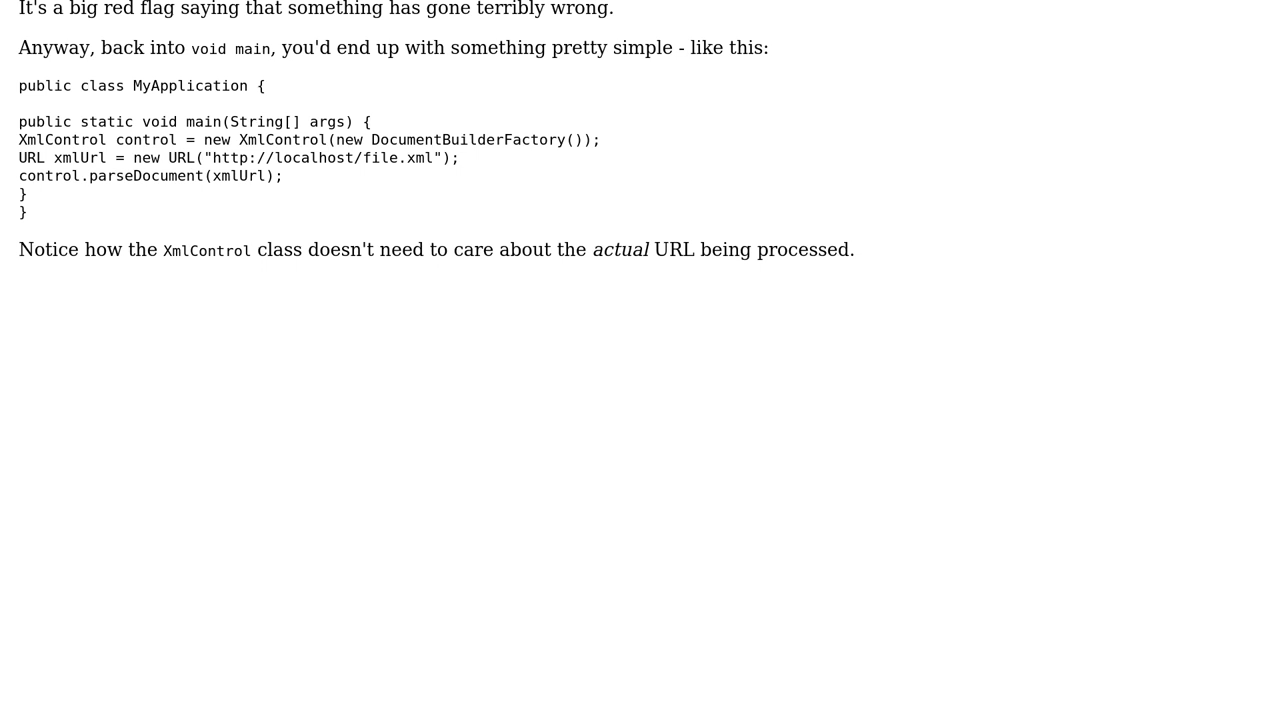 It's a big red flag saying that something has gone terribly wrong.
Anyway, back into void main, you'd end up with something pretty simple - like this:
public class MyApplication {
public static void main(String[] args) {
XmlControl control = new XmlControl(new DocumentBuilderFactory());
URL xmlUrl = new URL("http://localhost/file.xml");
control.parseDocument(xmlUrl);
}
}
Notice how the XmlControl class doesn't need to care about the actual URL being processed.